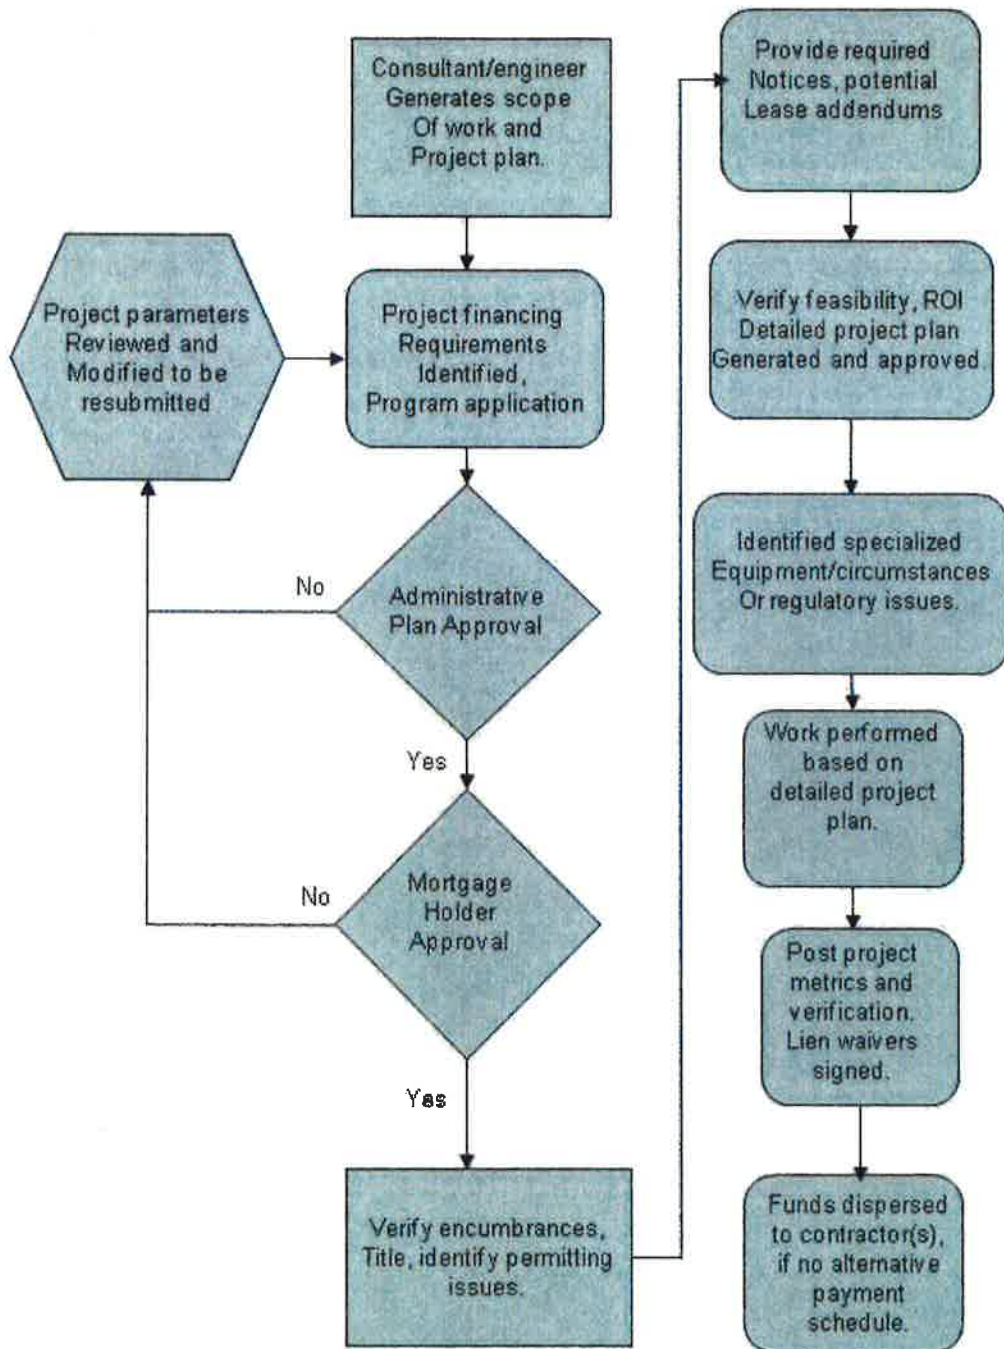 Consultant/engineer
Generates scope
Of work and
Project plan.
Project parameters
Reviewed and
Modified to be
resubmitted
Project financing
Requirements
Identified,
Program application
No
Administrative
Plan Approval
Yes
No
Mortgage
Holder
Approval
Yes
Verify encumbrances,
Title, identify permitting
issues.
Provide required
Notices, potential
Lease addendums
Verify feasibility, ROI
Detailed project plan
Generated and approved.
Identified specialized
Equipment/circumstances
Or regulatory issues.
Work performed
based on
detailed project
plan.
Post project
metrics and
verification.
Lien waivers
signed.
Funds dispersed
to contractor(s),
if no alternative
payment
schedule.